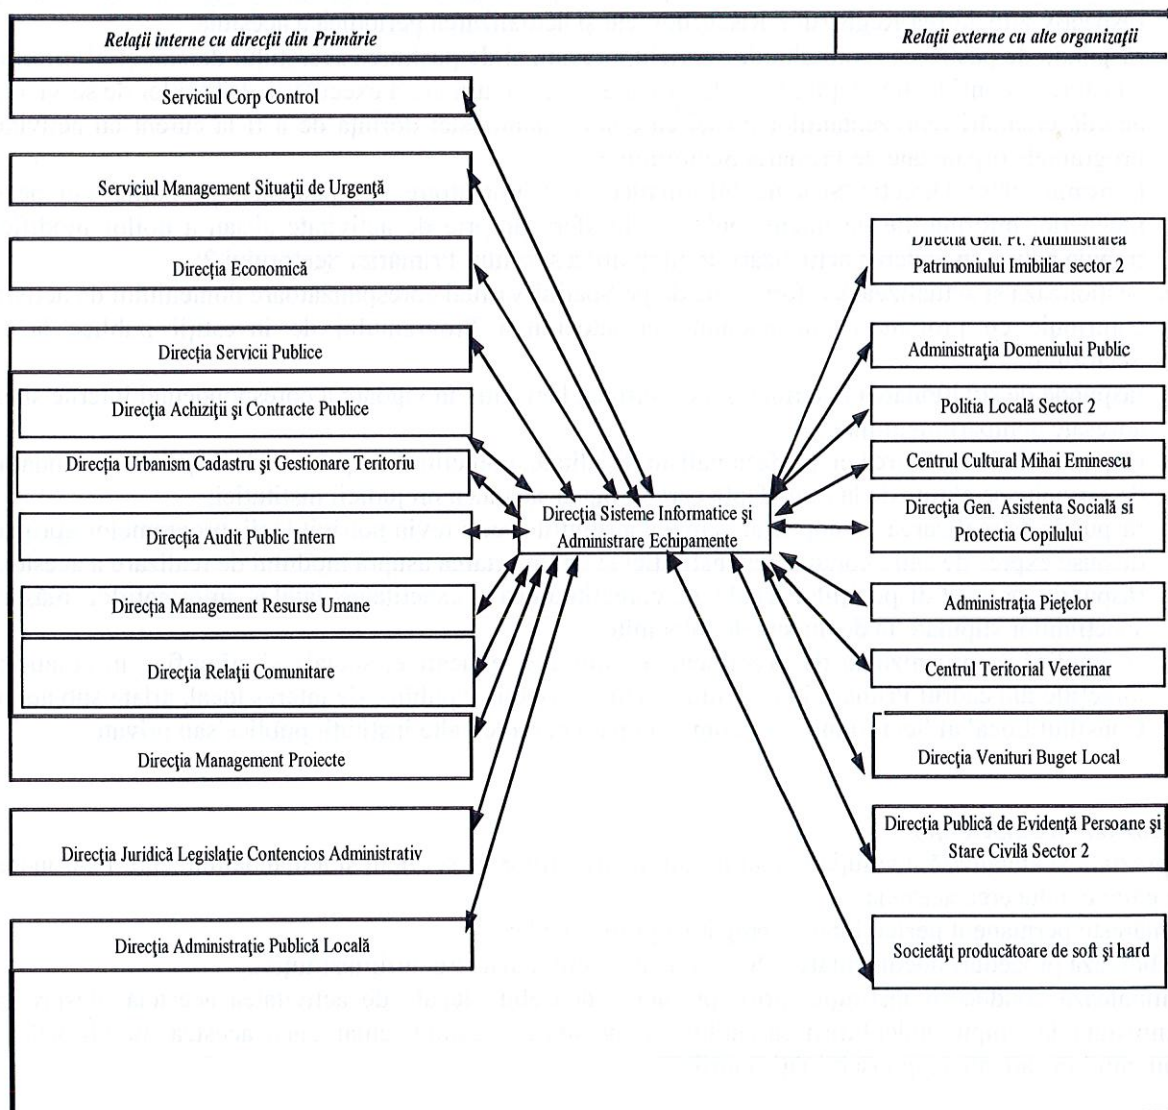 Relaţii interne cu direcţii din Primărie
Relaţii externe cu alte organizaţii
Serviciul Corp Control
Serviciul Management Situaţii de Urgenţă
Direcţia Economică
Direcţia Servicii Publice
Direcţia Achiziţii şi Contracte Publice
Direcţia Urbanism Cadastru şi Gestionare Teritoriu
Direcţia Audit Public Intern
Direcţia Management Resurse Umane
Direcţia Relaţii Comunitare
Direcţia Management Proiecte
Direcţia Juridică Legislaţie Contencios Administrativ
Direcţia Administraţie Publică Locală
Direcţia Sisteme Informatice şi
Administrare Echipamente
Directia Gen. Pt. Administrarea
Patrimoniului Imibiliar sector 2
Administraţia Domeniului Public
Politia Locală Sector 2
Centrul Cultural Mihai Eminescu
Direcţia Gen. Asistenta Socială si
Protectia Copilului
Administraţia Pieţelor
Centrul Teritorial Veterinar
Direcţia Venituri Buget Local
Direcţia Publică de Evidenţă Persoane şi
Stare Civilă Sector 2
Societăţi producătoare de soft şi hard